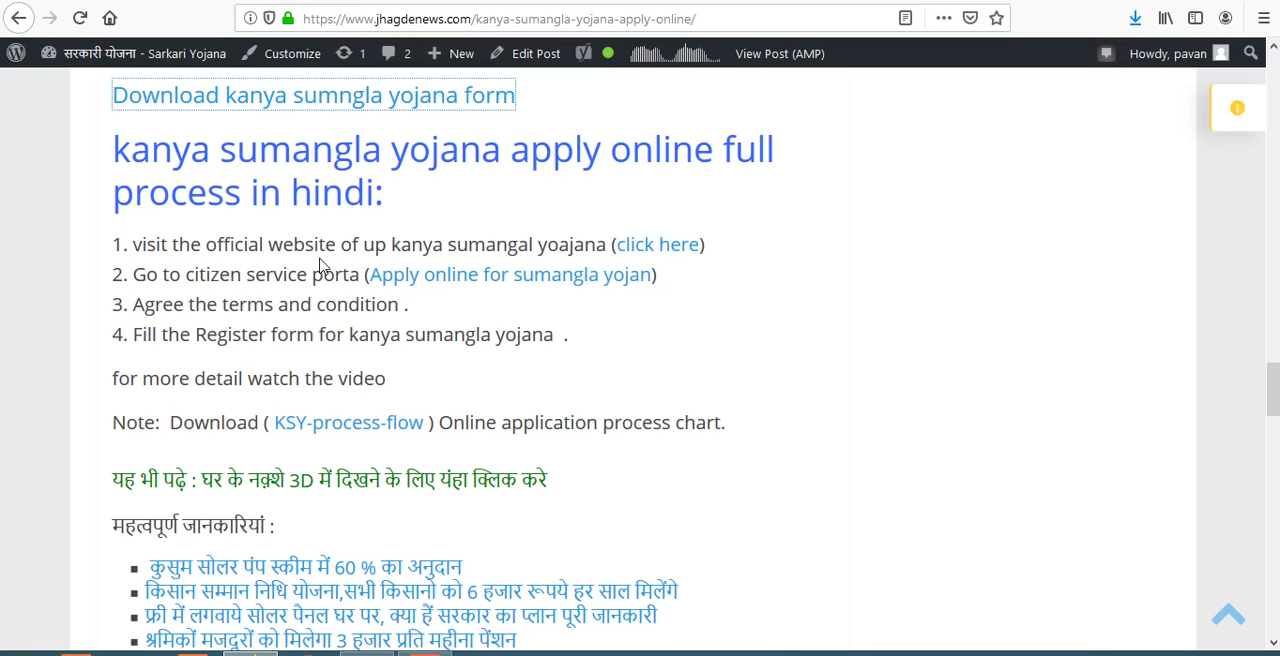 https://www.jhagdenews.com/kanya-sumangla-yojana-apply-online/
सरकारी योजना - Sarkari Yojana Customize 1 2 New Edit Post View Post (AMP) Howdy, pavan
Download kanya sumngla yojana form
kanya sumangla yojana apply online full
process in hindi:
1. visit the official website of up kanya sumangal yoajana (click here)
2. Go to citizen service porta (Apply online for sumangla yojan)
3. Agree the terms and condition .
4. Fill the Register form for kanya sumangla yojana .
for more detail watch the video
Note: Download ( KSY-process-flow ) Online application process chart.
यह भी पढ़े : घर के नक़्शे 3D में दिखने के लिए यंहा क्लिक करे
महत्वपूर्ण जानकारियां :
कुसुम सोलर पंप स्कीम में 60 % का अनुदान
किसान सम्मान निधि योजना,सभी किसानो को 6 हजार रूपये हर साल मिलेंगे
फ्री में लगवाये सोलर पैनल घर पर, क्या हैं सरकार का प्लान पूरी जानकारी
श्रमिकों मजदूरों को मिलेगा 3 हजार प्रति महीना पेंशन